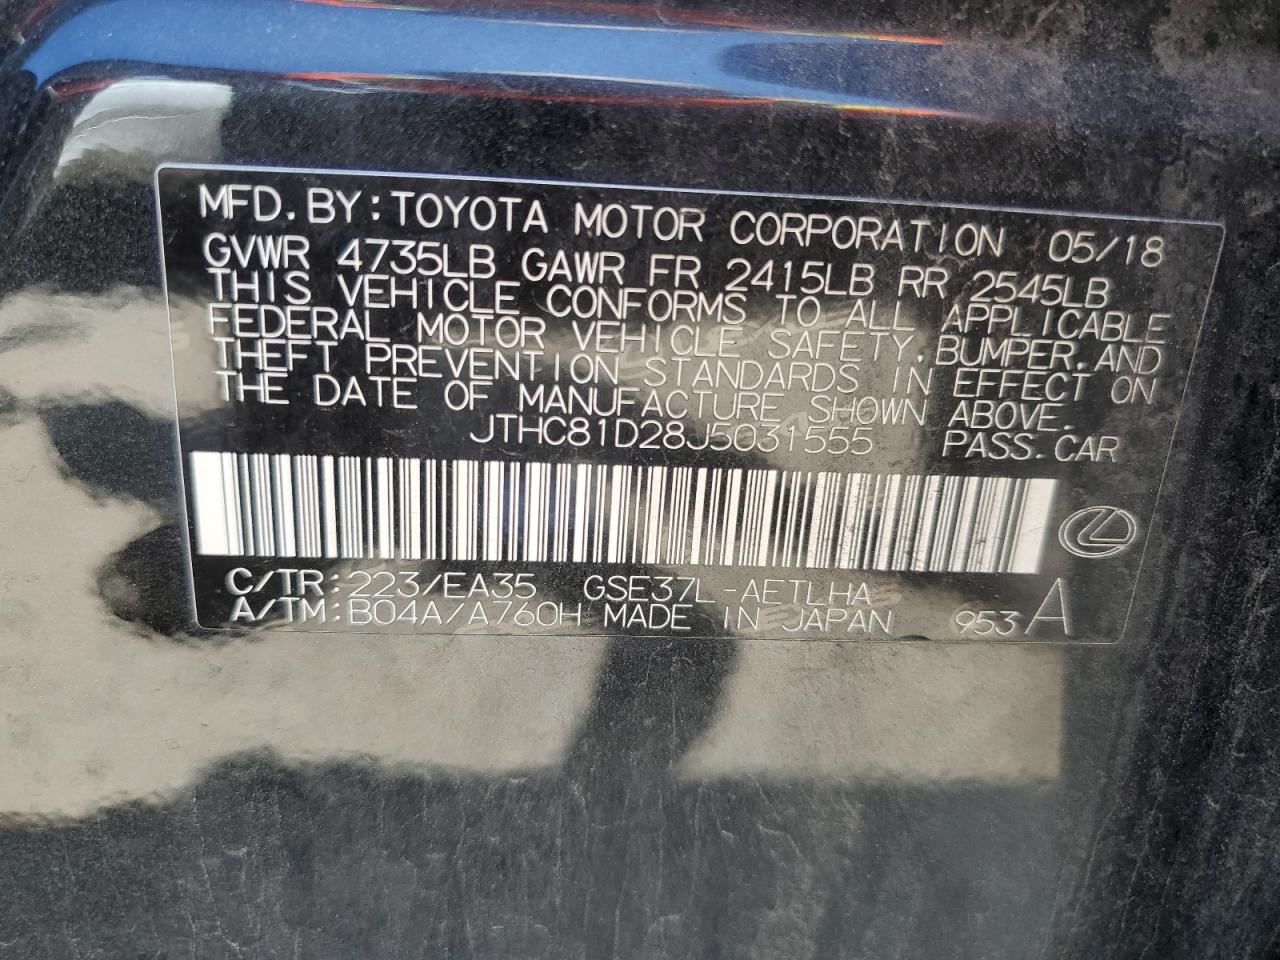 MFD. BY: TOYOTA MOTOR CORPORATION 05/18
GVWR 4735LB GAWR FR 2415LB RR 2545LB
THIS VEHICLE CONFORMS TO ALL APPLICABLE
FEDERAL MOTOR VEHICLE SAFETY, BUMPER, AND
THEFT PREVENTION STANDARDS IN EFFECT ON
THE DATE OF MANUFACTURE SHOWN ABOVE.
JTHC81D28J5031555 PASS. CAR
C/TR: 223/EA35 GSE37L-AETLHA
A/TM: B04A/A760H MADE IN JAPAN 953 A